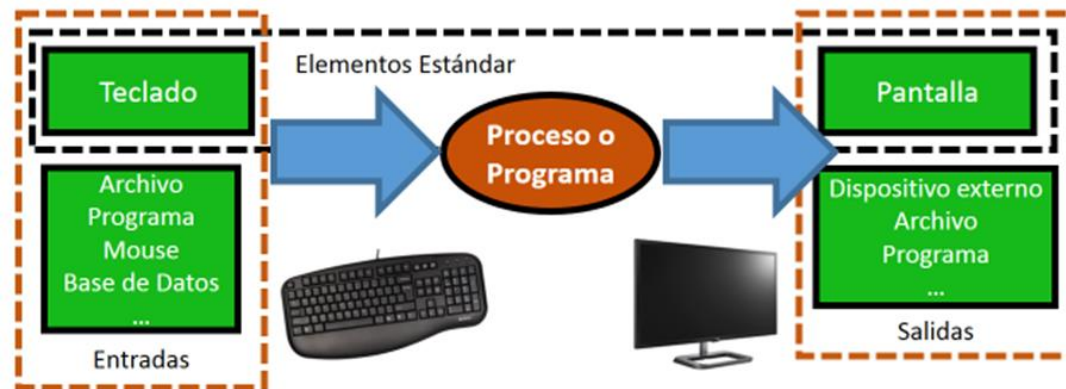 Teclado
Elementos Estándar
Pantalla
Proceso o
Programa
Archivo
Programa
Mouse
Base de Datos
...
Entradas
Dispositivo externo
Archivo
Programa
...
Salidas